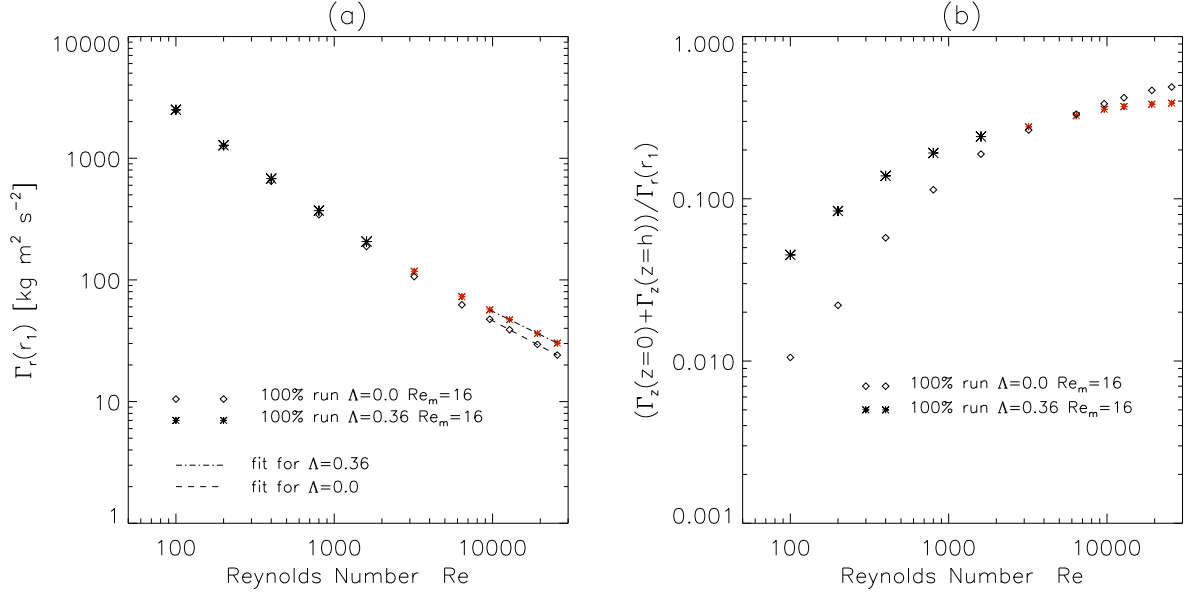 (a)
10000
1000
100
10
1
Γr(r1) [kg m² s⁻²]
100% run Λ=0.0 Reₘ=16
100% run Λ=0.36 Reₘ=16
fit for Λ=0.36
fit for Λ=0.0
100 1000 10000
Reynolds Number Re
(b)
1.000
0.100
0.010
0.001
(Γz(z=0)+Γz(z=h))/Γr(r1)
100% run Λ=0.0 Reₘ=16
100% run Λ=0.36 Reₘ=16
100 1000 10000
Reynolds Number Re